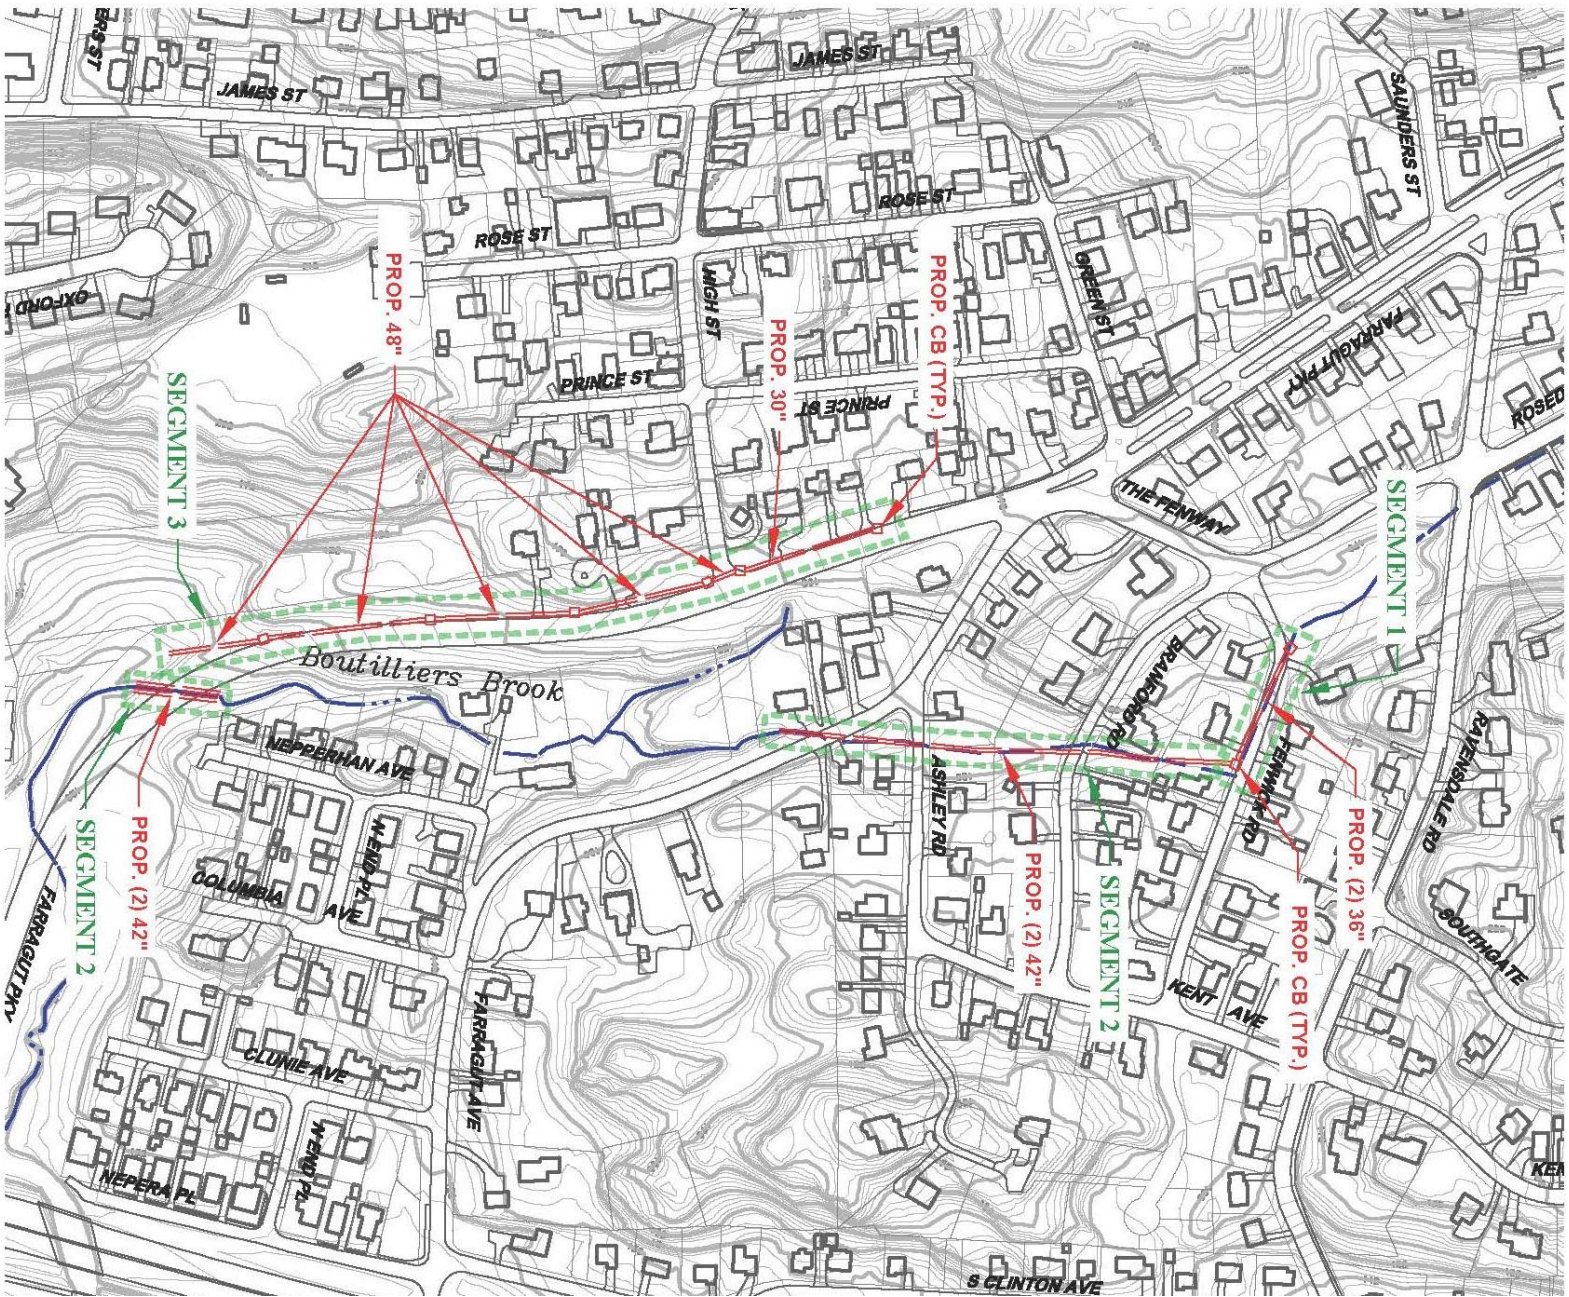 JAMES ST
JAMES ST
SAUNDERS ST
ROSE ST
ROSE ST
PROP. 48"
PROP. CB (TYP.)
GREEN ST
HIGH ST
OXFORD
PROP. 30"
FARRAGUT PKY
PRINCE ST
PRINCE ST
SEGMENT 3
THE FENWAY
SEGMENT 1
Boutilliers Brook
BRANFORD RD
NEPPERHAN AVE
ASHLEY RD
FENWICK RD
RAVENSDALE RD
PROP. (2) 36"
PROP. (2) 42"
SEGMENT 2
N END PL
COLUMBIA AVE
PROP. (2) 42"
SEGMENT 2
PROP. CB (TYP.)
SOUTHGATE
FARRAGUT PKY
KENT AVE
FARRAGUT AVE
CLUNIE AVE
N END PL
NEPERA PL
S CLINTON AVE